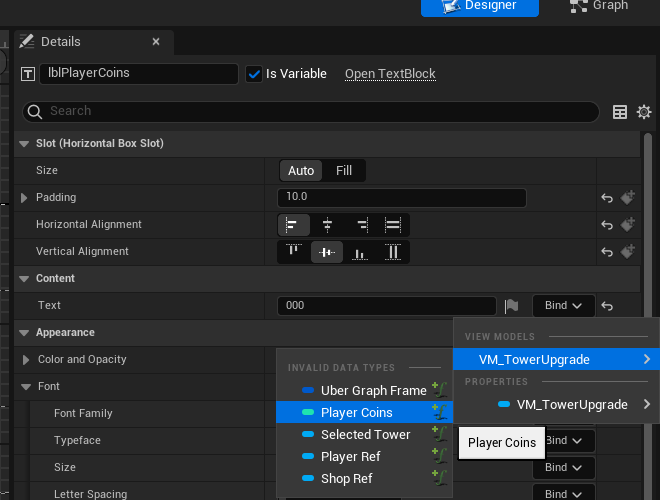 Designer
Graph
Details
lblPlayerCoins
Is Variable
Open TextBlock
Search
Slot (Horizontal Box Slot)
Size
Auto
Fill
Padding
10.0
Horizontal Alignment
Vertical Alignment
Content
Text
000
Bind
Appearance
VIEW MODELS
Color and Opacity
INVALID DATA TYPES
VM_TowerUpgrade
Font
Uber Graph Frame
PROPERTIES
Font Family
Player Coins
VM_TowerUpgrade
Typeface
Selected Tower
Player Coins
Bind
Size
Player Ref
Bind
Letter Spacing
Shop Ref
Bind